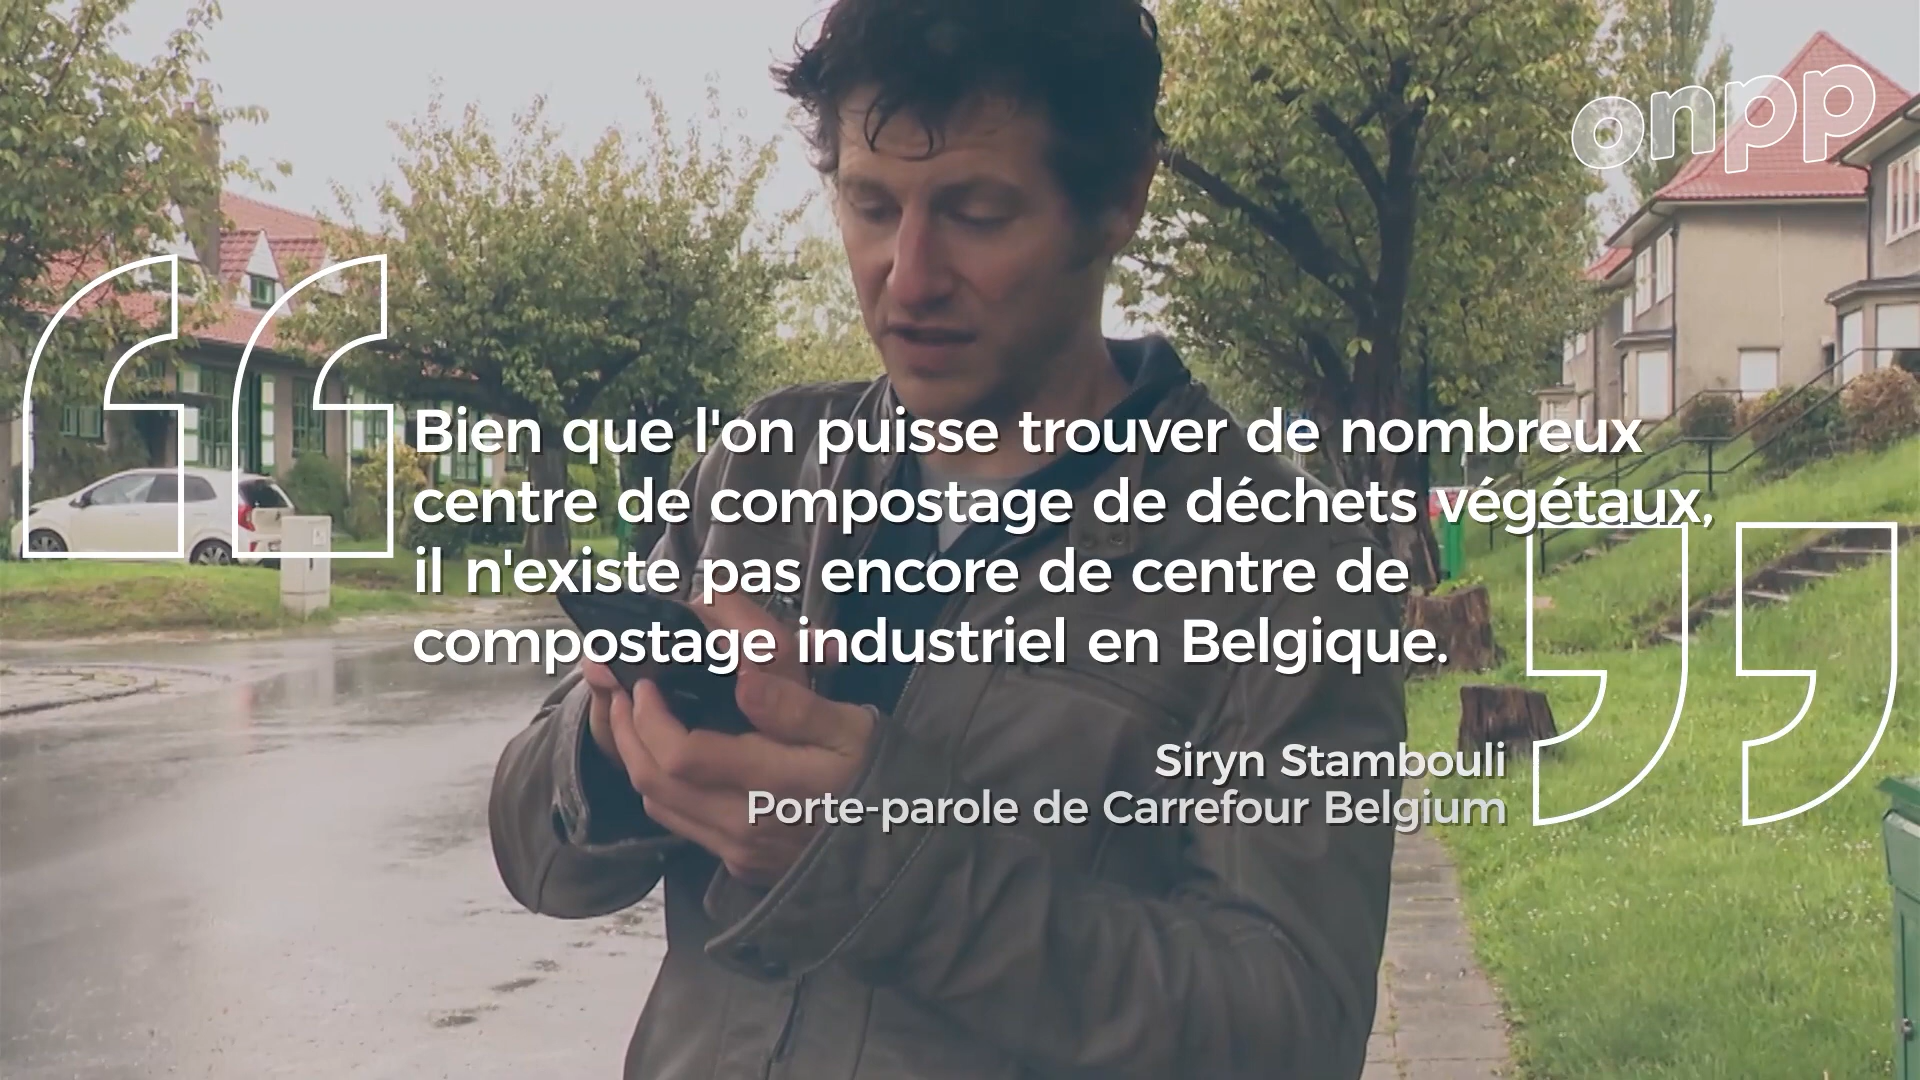 onpp
Bien que l'on puisse trouver de nombreux
centre de compostage de déchets végétaux,
il n'existe pas encore de centre de
compostage industriel en Belgique.
Siryn Stambouli
Porte-parole de Carrefour Belgium